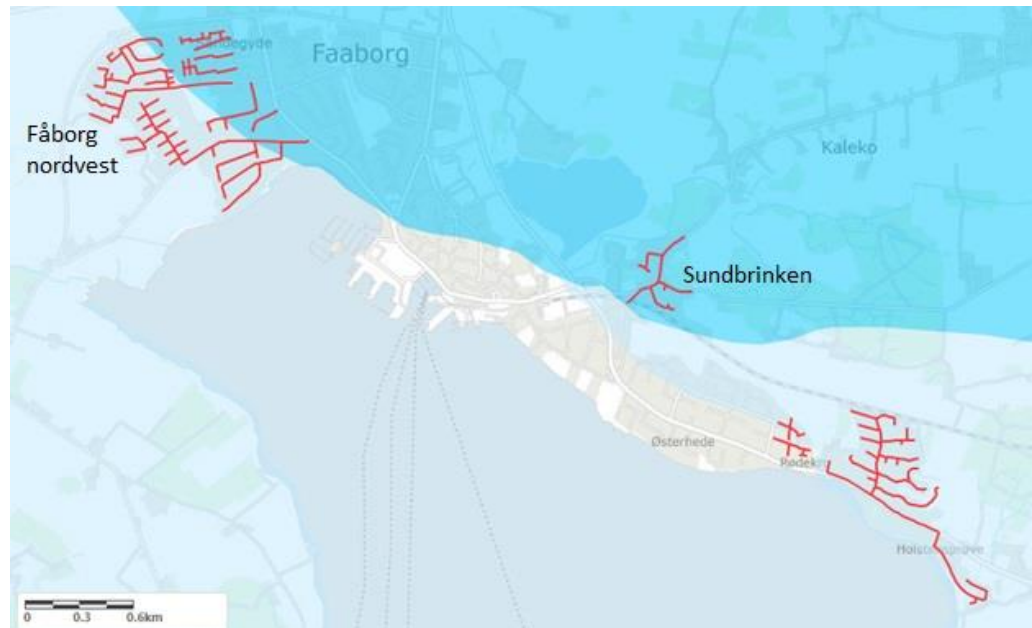 Faaborg
Fåborg
nordvest
Kaleko
Sundbrinken
Østerhede
0 0.3 0.6km